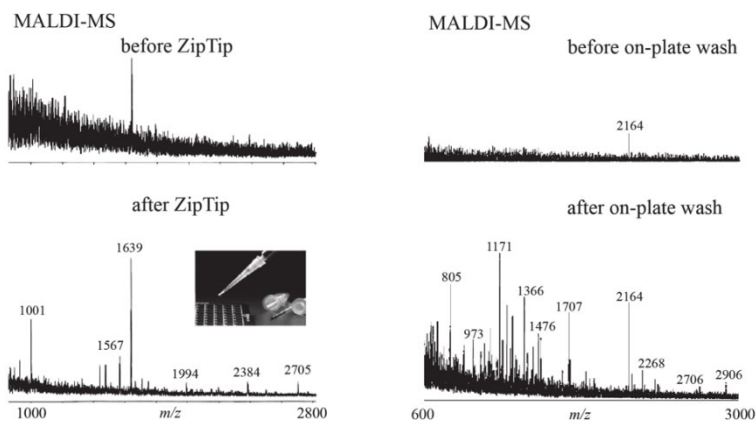 MALDI-MS
before ZipTip
after ZipTip
1639
1001
1567
1994
2384
2705
1000
m/z
2800
MALDI-MS
before on-plate wash
2164
after on-plate wash
1171
805
1366
973
1476
1707
2164
2268
2706
2906
600
m/z
3000